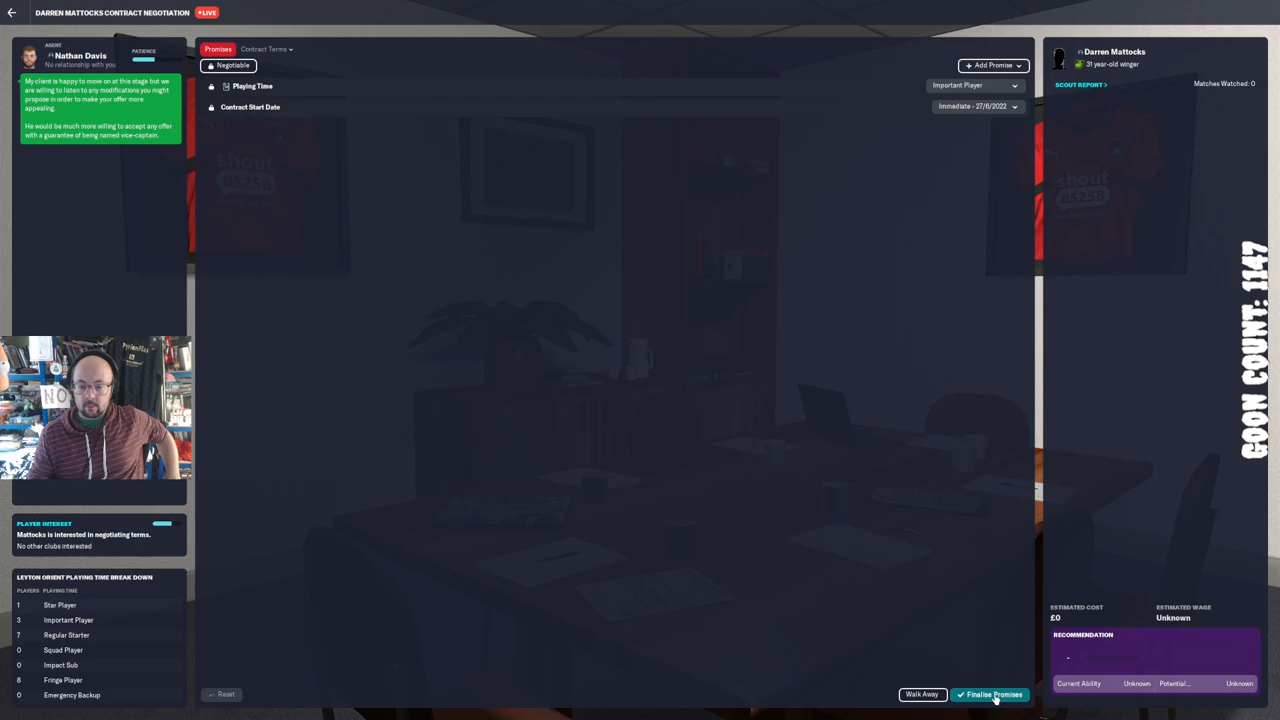 DARREN MATTOCKS CONTRACT NEGOTIATION
LIVE
AGENT
Nathan Davis
No relationship with you
PATIENCE
My client is happy to move on at this stage but we
are willing to listen to any modifications you might
propose in order to make your offer more
appealing.
He would be much more willing to accept any offer
with a guarantee of being named vice-captain.
Promises
Contract Terms
Negotiable
Add Promise
Playing Time
Important Player
Contract Start Date
Immediate - 27/6/2022
Darren Mattocks
31 year-old winger
SCOUT REPORT >
Matches Watched: 0
shout
85258
shout
85258
GOON COUNT: 1147
NO
PLAYER INTEREST
Mattocks is interested in negotiating terms.
No other clubs interested
LEYTON ORIENT PLAYING TIME BREAK DOWN
PLAYERS PLAYING TIME
1 Star Player
3 Important Player
7 Regular Starter
0 Squad Player
0 Impact Sub
8 Fringe Player
0 Emergency Backup
Reset
Walk Away
Finalise Promises
ESTIMATED COST
£0
ESTIMATED WAGE
Unknown
RECOMMENDATION
-
Current Ability Unknown
Potential... Unknown